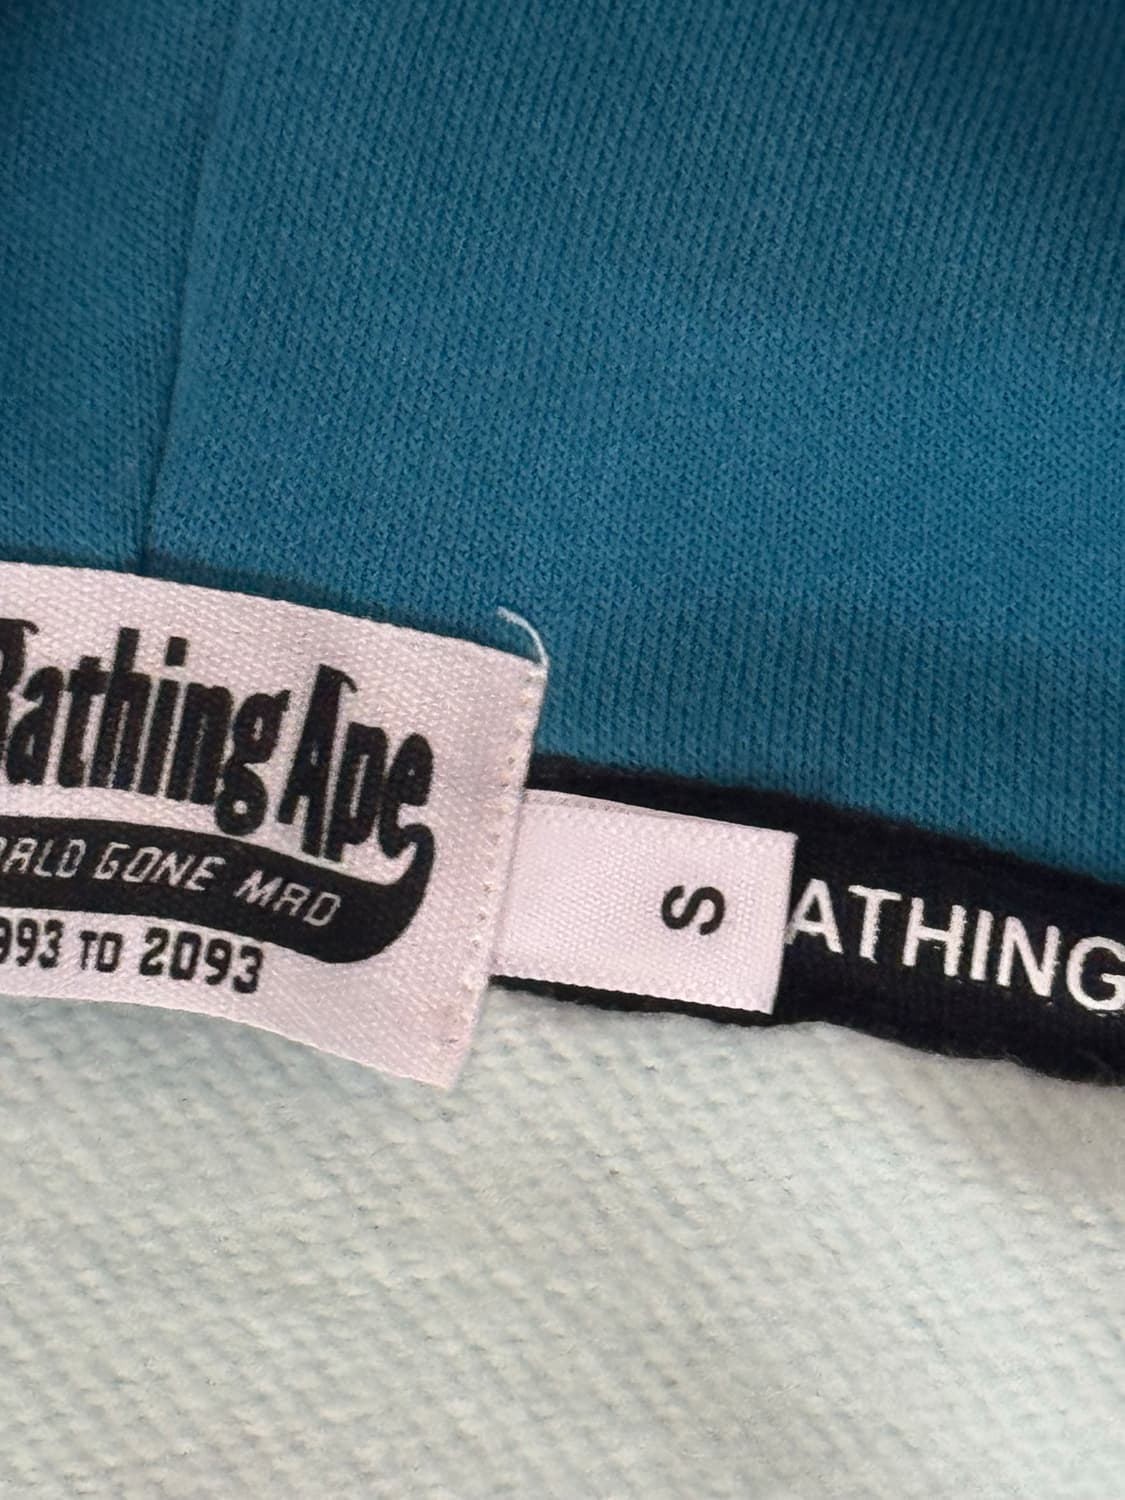 Bathing Ape
ORLD GONE MAD
993 TO 2093
S
ATHING